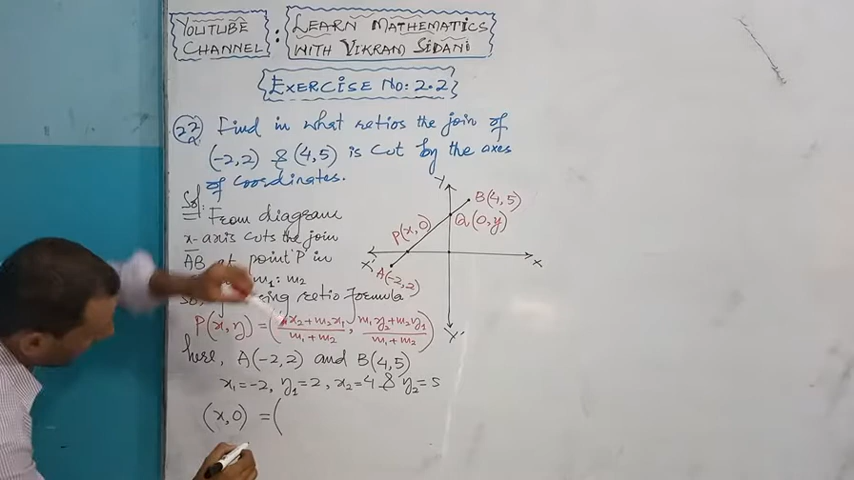 YOUTUBE CHANNEL : LEARN MATHEMATICS WITH VIKRAM SIDANI
EXERCISE NO: 2.2
22 Find in what ratios the join of
(-2,2) & (4,5) is cut by the axes
of coordinates.
Sol: From diagram
x-axis cuts the join
AB at point 'P' in
m₁:m₂
ratio formula
P(x,y) = (m₁x₂+m₂x₁/m₁+m₂, m₁y₂+m₂y₁/m₁+m₂)
here, A(-2,2) and B(4,5)
x₁=-2, y₁=2, x₂=4 & y₂=5
(x,0) = (
Y
B(4,5)
Q(0,y)
P(x,0)
X'
X
A(-2,2)
Y'